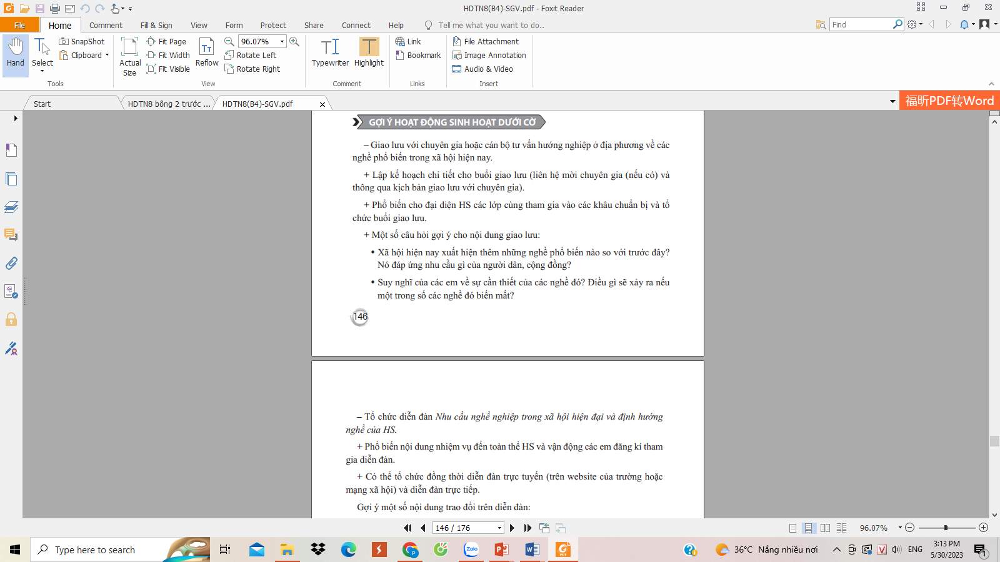 HDTN8(B4)-SGV.pdf - Foxit Reader
File
Home
Comment
Fill & Sign
View
Form
Protect
Share
Connect
Help
Tell me what you want to do..
Find
Hand
Select
SnapShot
Clipboard
Actual
Size
Fit Page
Fit Width
Fit Visible
Reflow
96.07%
Rotate Left
Rotate Right
Typewriter
Highlight
Link
Bookmark
File Attachment
Image Annotation
Audio & Video
Tools
View
Comment
Links
Insert
Start
HDTN8 bông 2 trước ...
HDTN8(B4)-SGV.pdf
福昕PDF转Word
GỢI Ý HOẠT ĐỘNG SINH HOẠT DƯỚI CỜ
– Giao lưu với chuyên gia hoặc cán bộ tư vấn hướng nghiệp ở địa phương về các
nghề phổ biến trong xã hội hiện nay.
+ Lập kế hoạch chi tiết cho buổi giao lưu (liên hệ mời chuyên gia (nếu có) và
thông qua kịch bản giao lưu với chuyên gia).
+ Phổ biến cho đại diện HS các lớp cùng tham gia vào các khâu chuẩn bị và tổ
chức buổi giao lưu.
+ Một số câu hỏi gợi ý cho nội dung giao lưu:
• Xã hội hiện nay xuất hiện thêm những nghề phổ biến nào so với trước đây?
Nó đáp ứng nhu cầu gì của người dân, cộng đồng?
• Suy nghĩ của các em về sự cần thiết của các nghề đó? Điều gì sẽ xảy ra nếu
một trong số các nghề đó biến mất?
146
– Tổ chức diễn đàn Nhu cầu nghề nghiệp trong xã hội hiện đại và định hướng
nghề của HS.
+ Phổ biến nội dung nhiệm vụ đến toàn thể HS và vận động các em đăng kí tham
gia diễn đàn.
+ Có thể tổ chức đồng thời diễn đàn trực tuyến (trên website của trường hoặc
mạng xã hội) và diễn đàn trực tiếp.
Gợi ý một số nội dung trao đổi trên diễn đàn:
146 / 176
96.07%
Type here to search
Zalo
36°C Nắng nhiều nơi
ENG
3:13 PM
5/30/2023
1